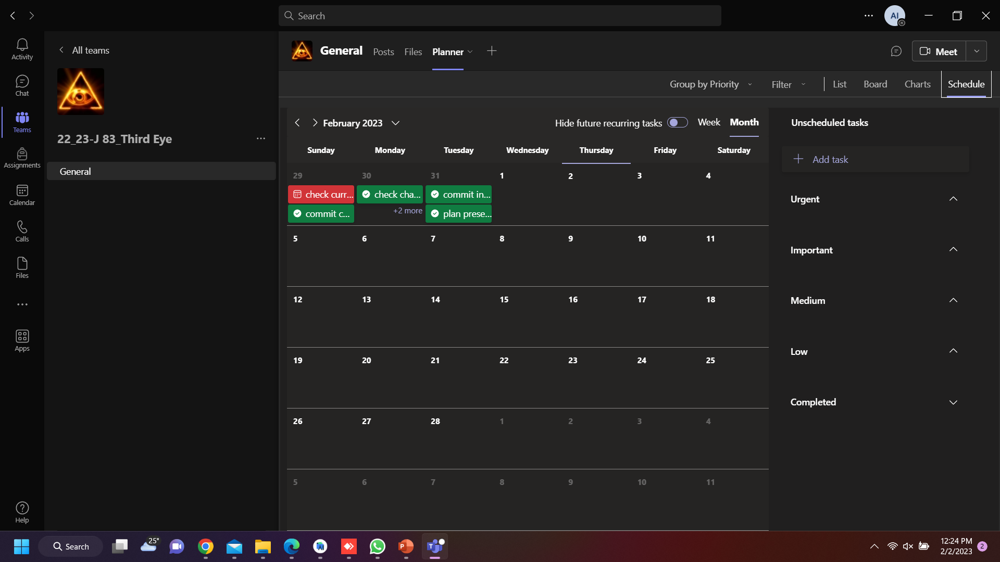 Search
AI
Activity
Chat
Teams
Assignments
Calendar
Calls
Files
Apps
Help
All teams
22_23-J 83_Third Eye
General
General Posts Files Planner
Meet
Group by Priority Filter List Board Charts Schedule
February 2023 Hide future recurring tasks Week Month
Sunday Monday Tuesday Wednesday Thursday Friday Saturday
29 30 31 1 2 3 4
check curr... check cha... commit in...
commit c... +2 more plan prese...
5 6 7 8 9 10 11
12 13 14 15 16 17 18
19 20 21 22 23 24 25
26 27 28 1 2 3 4
5 6 7 8 9 10 11
Unscheduled tasks
Add task
Urgent
Important
Medium
Low
Completed
Search 25° 12:24 PM
2/2/2023 2